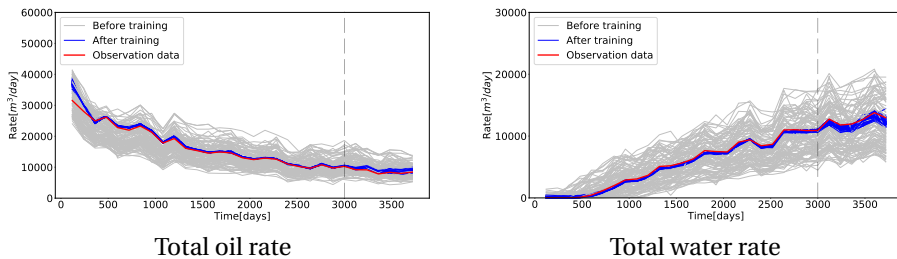 60000
50000
40000
30000
20000
10000
0
Rate[m³/day]
Before training
After training
Observation data
0 500 1000 1500 2000 2500 3000 3500
Time[days]
Total oil rate
30000
20000
10000
0
Rate[m³/day]
Before training
After training
Observation data
0 500 1000 1500 2000 2500 3000 3500
Time[days]
Total water rate